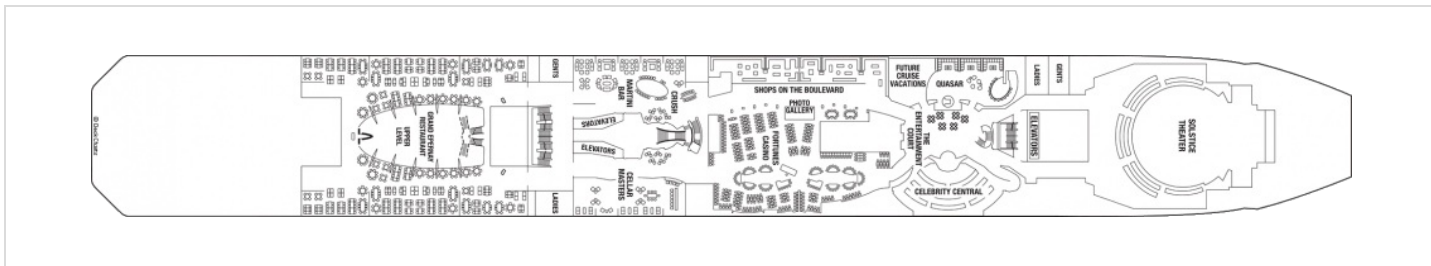 © Deck Chartz
UPPER
LEVEL
GRAND EPERNAY
RESTAURANT
GENTS
LADIES
MARTINI
BAR
CRUSH
ELEVATORS
ELEVATORS
CELLAR
MASTERS
SHOPS ON THE BOULEVARD
PHOTO
GALLERY
FORTUNES
CASINO
FUTURE
CRUISE
VACATIONS
QUASAR
THE
ENTERTAINMENT
COURT
CELEBRITY CENTRAL
LADIES
GENTS
ELEVATORS
SOLSTICE
THEATER